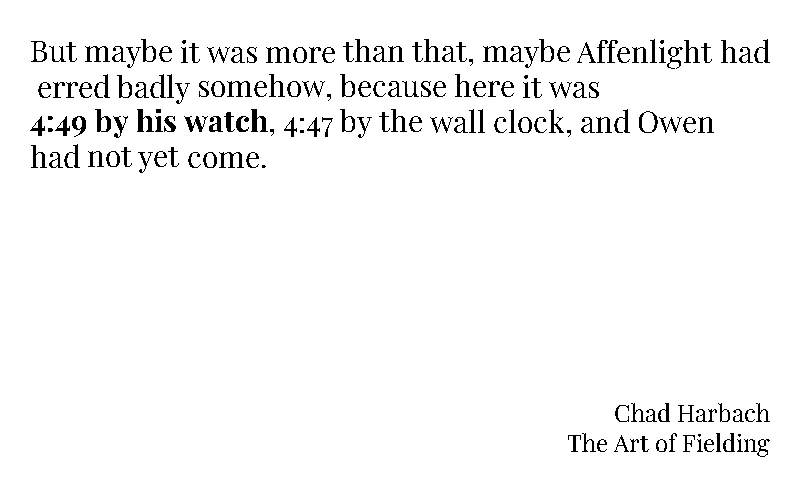 But maybe it was more than that, maybe Affenlight had
erred badly somehow, because here it was
4:49 by his watch, 4:47 by the wall clock, and Owen
had not yet come.
Chad Harbach
The Art of Fielding